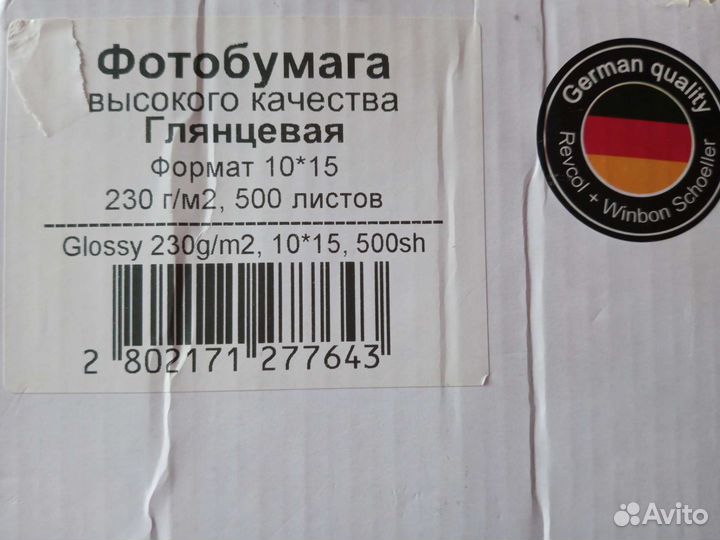 Фотобумага
высокого качества
Глянцевая
Формат 10*15
230 г/м2, 500 листов
Glossy 230g/m2, 10*15, 500sh
2 802171 277643
German quality
Revcol + Winbon Schoeller
Avito